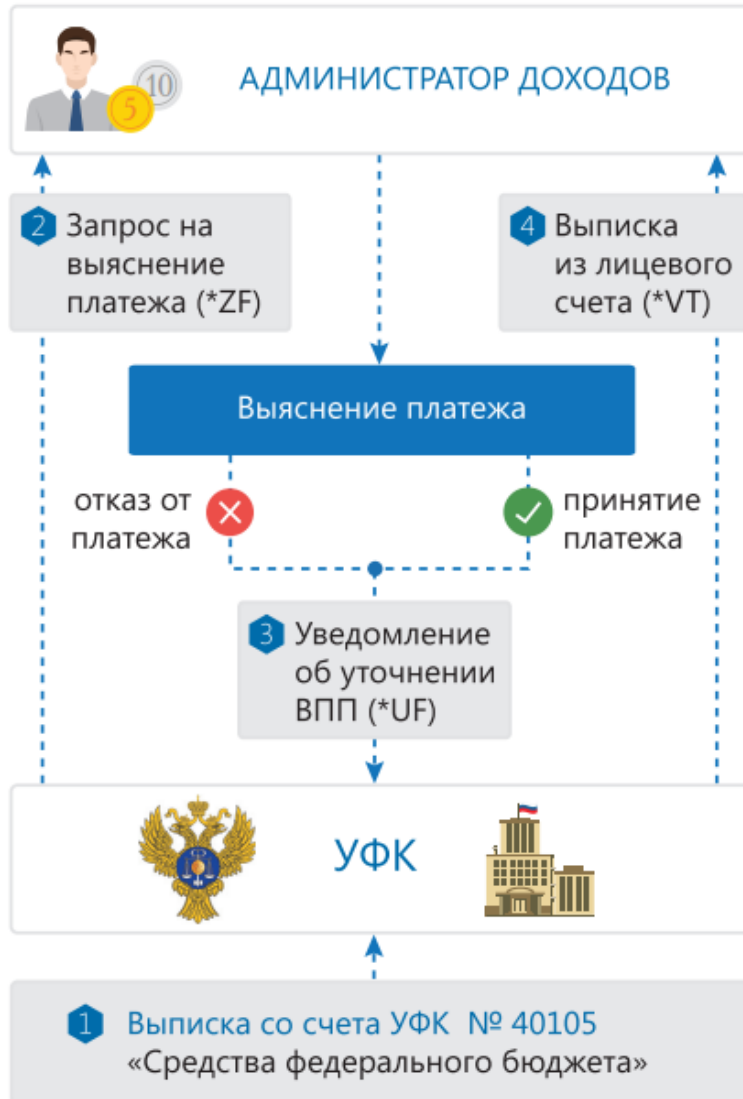 10
5
АДМИНИСТРАТОР ДОХОДОВ
2 Запрос на
выяснение
платежа (*ZF)
4 Выписка
из лицевого
счета (*VT)
Выяснение платежа
отказ от
платежа
принятие
платежа
3 Уведомление
об уточнении
ВПП (*UF)
УФК
1 Выписка со счета УФК № 40105
«Средства федерального бюджета»